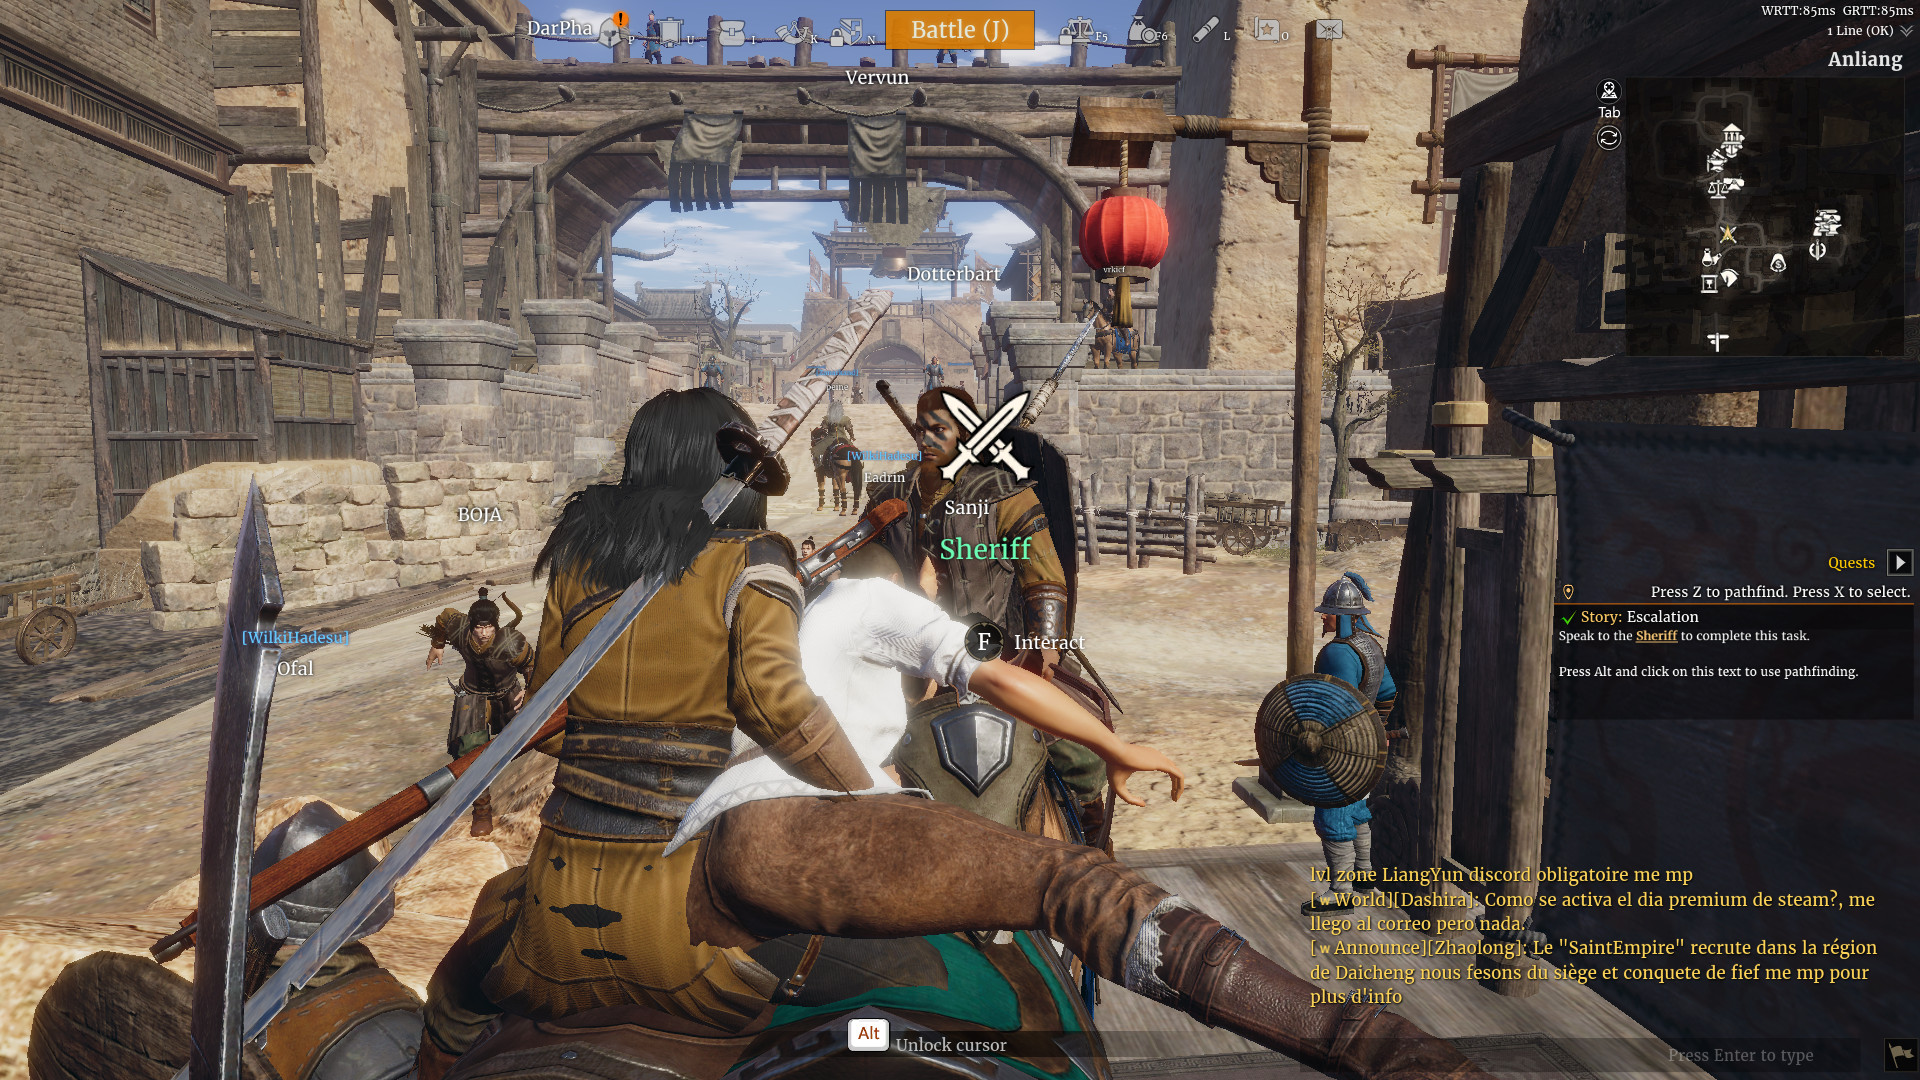 WRTT:85ms GRTT:85ms
DarPha
!
P
U
I
K
N
Battle (J)
F5
F6
L
O
1 Line (OK)
Anliang
Vervun
Tab
Dotterbart
vrkicf
peine
[WilkiHadesu]
Eadrin
Sanji
BOJA
Sheriff
Quests
Press Z to pathfind. Press X to select.
Story: Escalation
Speak to the Sheriff to complete this task.
Press Alt and click on this text to use pathfinding.
[WilkiHadesu]
Ofal
F Interact
lvl zone LiangYun discord obligatoire me mp
[wWorld][Dashira]: Como se activa el dia premium de steam?, me
llego al correo pero nada.
[wAnnounce][Zhaolong]: Le "SaintEmpire" recrute dans la région
de Daicheng nous fesons du siège et conquete de fief me mp pour
plus d'info
Alt Unlock cursor
Press Enter to type